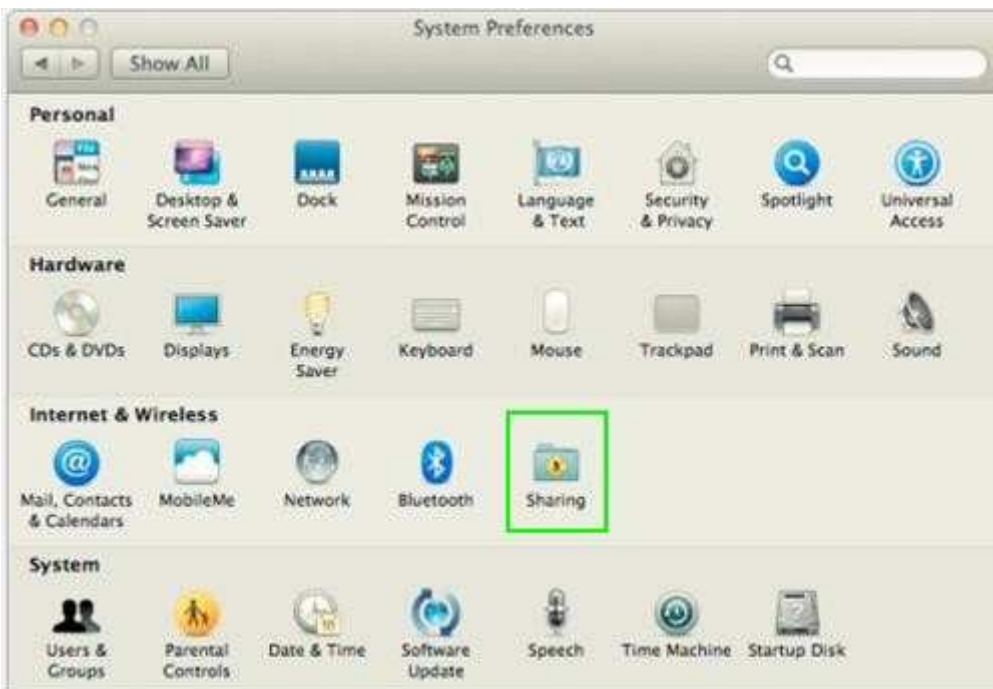 System Preferences
Show All
Personal
General
Desktop &
Screen Saver
Dock
Mission
Control
Language
& Text
Security
& Privacy
Spotlight
Universal
Access
Hardware
CDs & DVDs
Displays
Energy
Saver
Keyboard
Mouse
Trackpad
Print & Scan
Sound
Internet & Wireless
Mail, Contacts
& Calendars
MobileMe
Network
Bluetooth
Sharing
System
Users &
Groups
Parental
Controls
Date & Time
Software
Update
Speech
Time Machine
Startup Disk